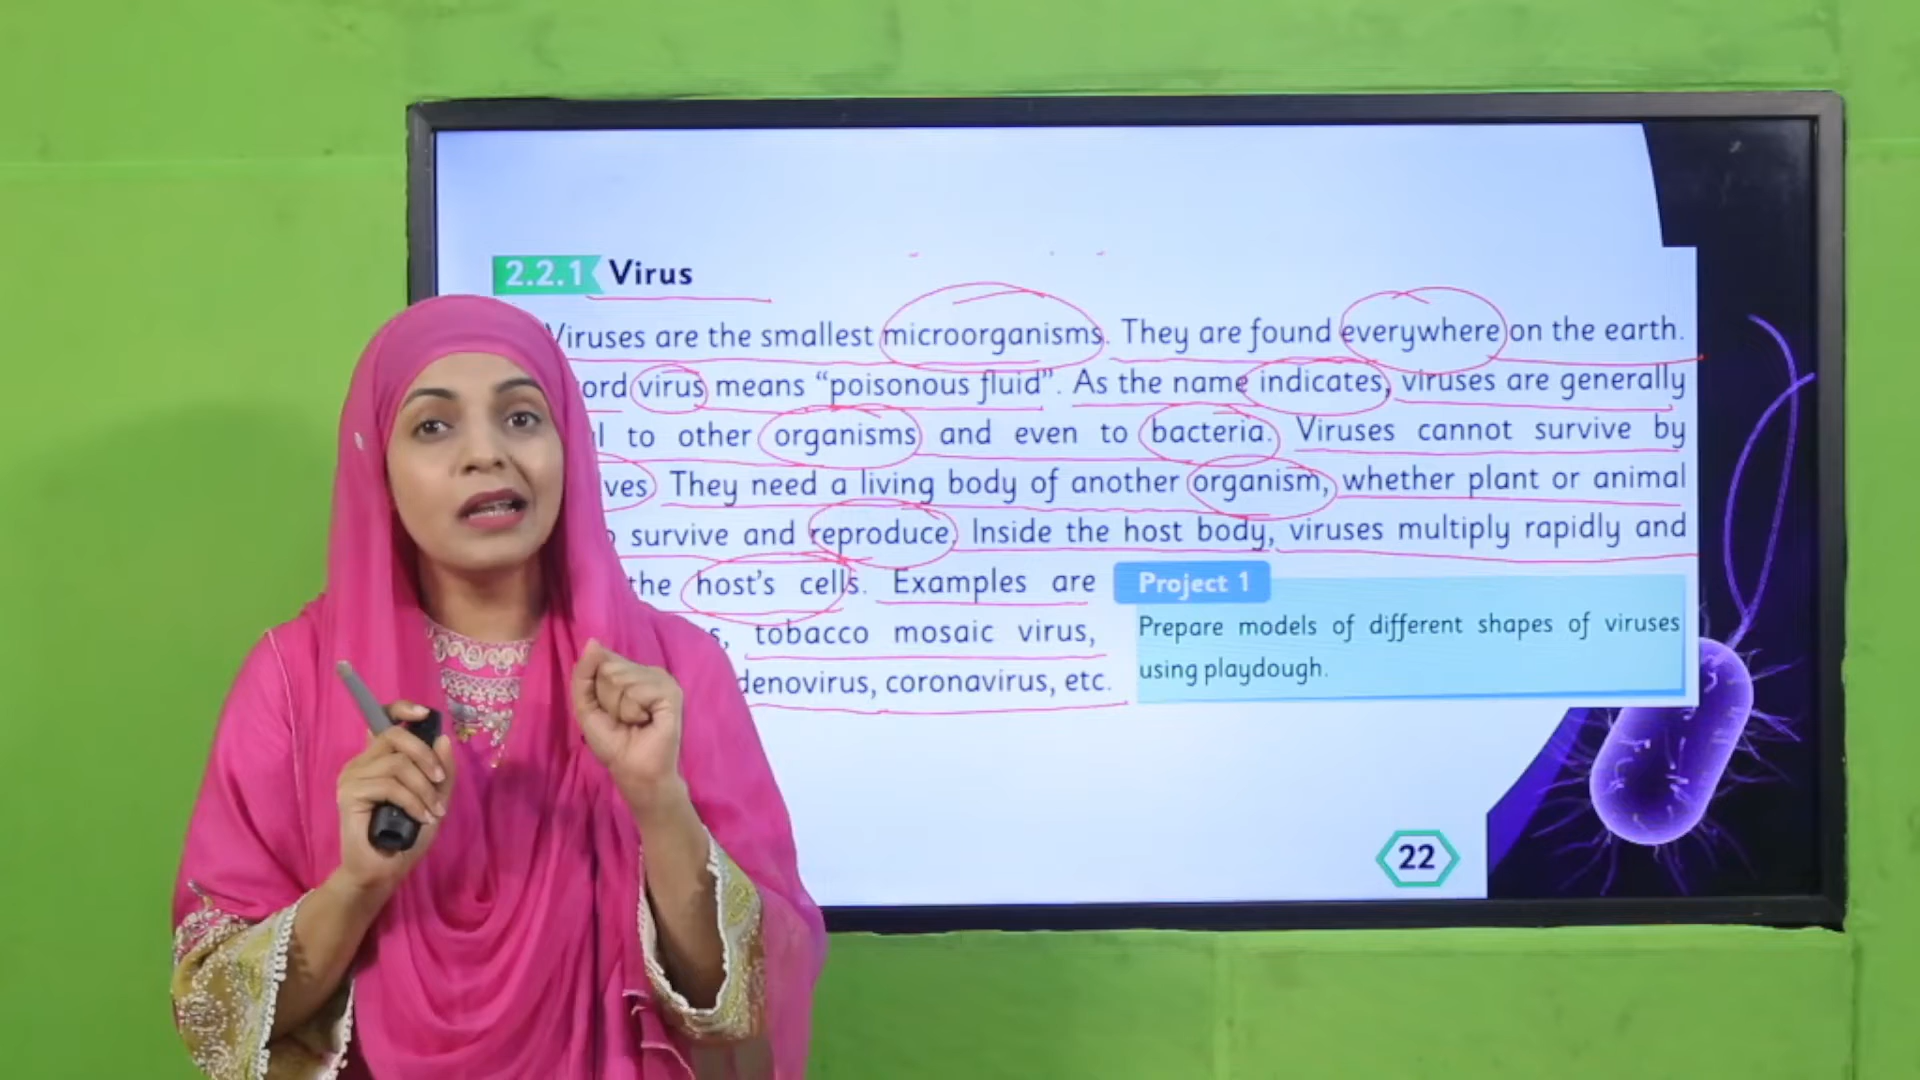 2.2.1 Virus
Viruses are the smallest microorganisms. They are found everywhere on the earth.
virus means “poisonous fluid”. As the name indicates, viruses are generally
to other organisms and even to bacteria. Viruses cannot survive by
They need a living body of another organism, whether plant or animal
survive and reproduce. Inside the host body, viruses multiply rapidly and
the host’s cells. Examples are
tobacco mosaic virus,
coronavirus, etc.
Project 1
Prepare models of different shapes of viruses
using playdough.
22